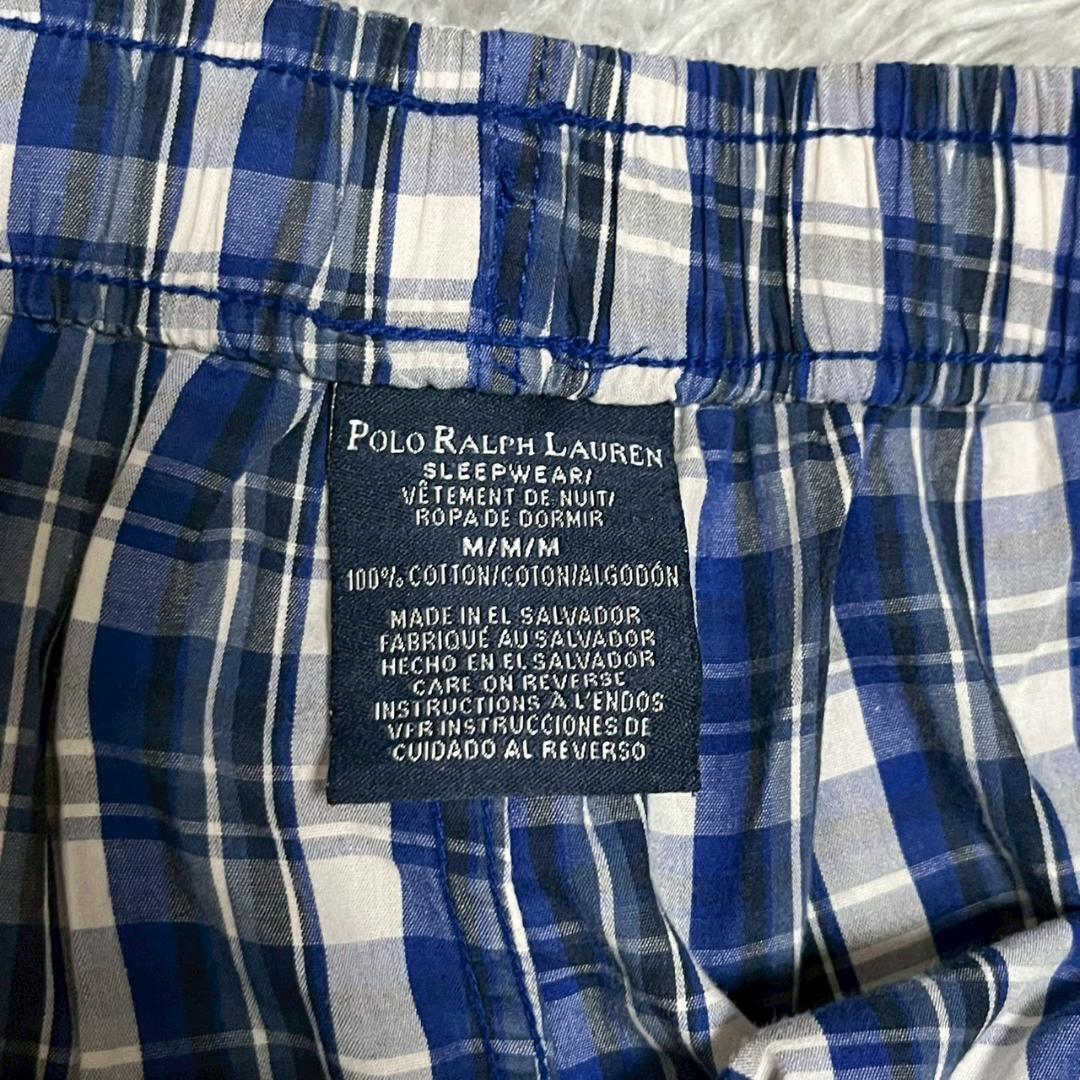 POLO RALPH LAUREN
SLEEPWEAR/
VÊTEMENT DE NUIT/
ROPA DE DORMIR
M/M/M
100% COTTON/COTON/ALGODÓN
MADE IN EL SALVADOR
FABRIQUÉ AU SALVADOR
HECHO EN EL SALVADOR
CARE ON REVERSE
INSTRUCTIONS À L'ENDOS
VER INSTRUCCIONES DE
CUIDADO AL REVERSO